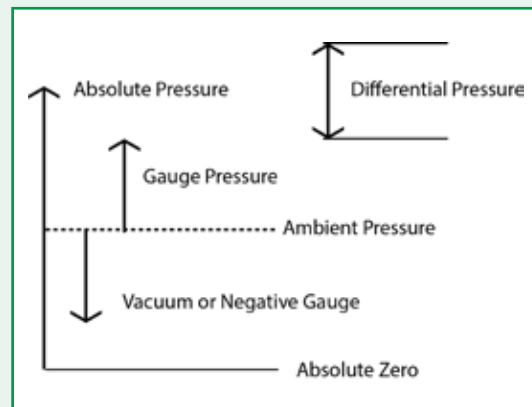 Absolute Pressure
Differential Pressure
Gauge Pressure
Ambient Pressure
Vacuum or Negative Gauge
Absolute Zero